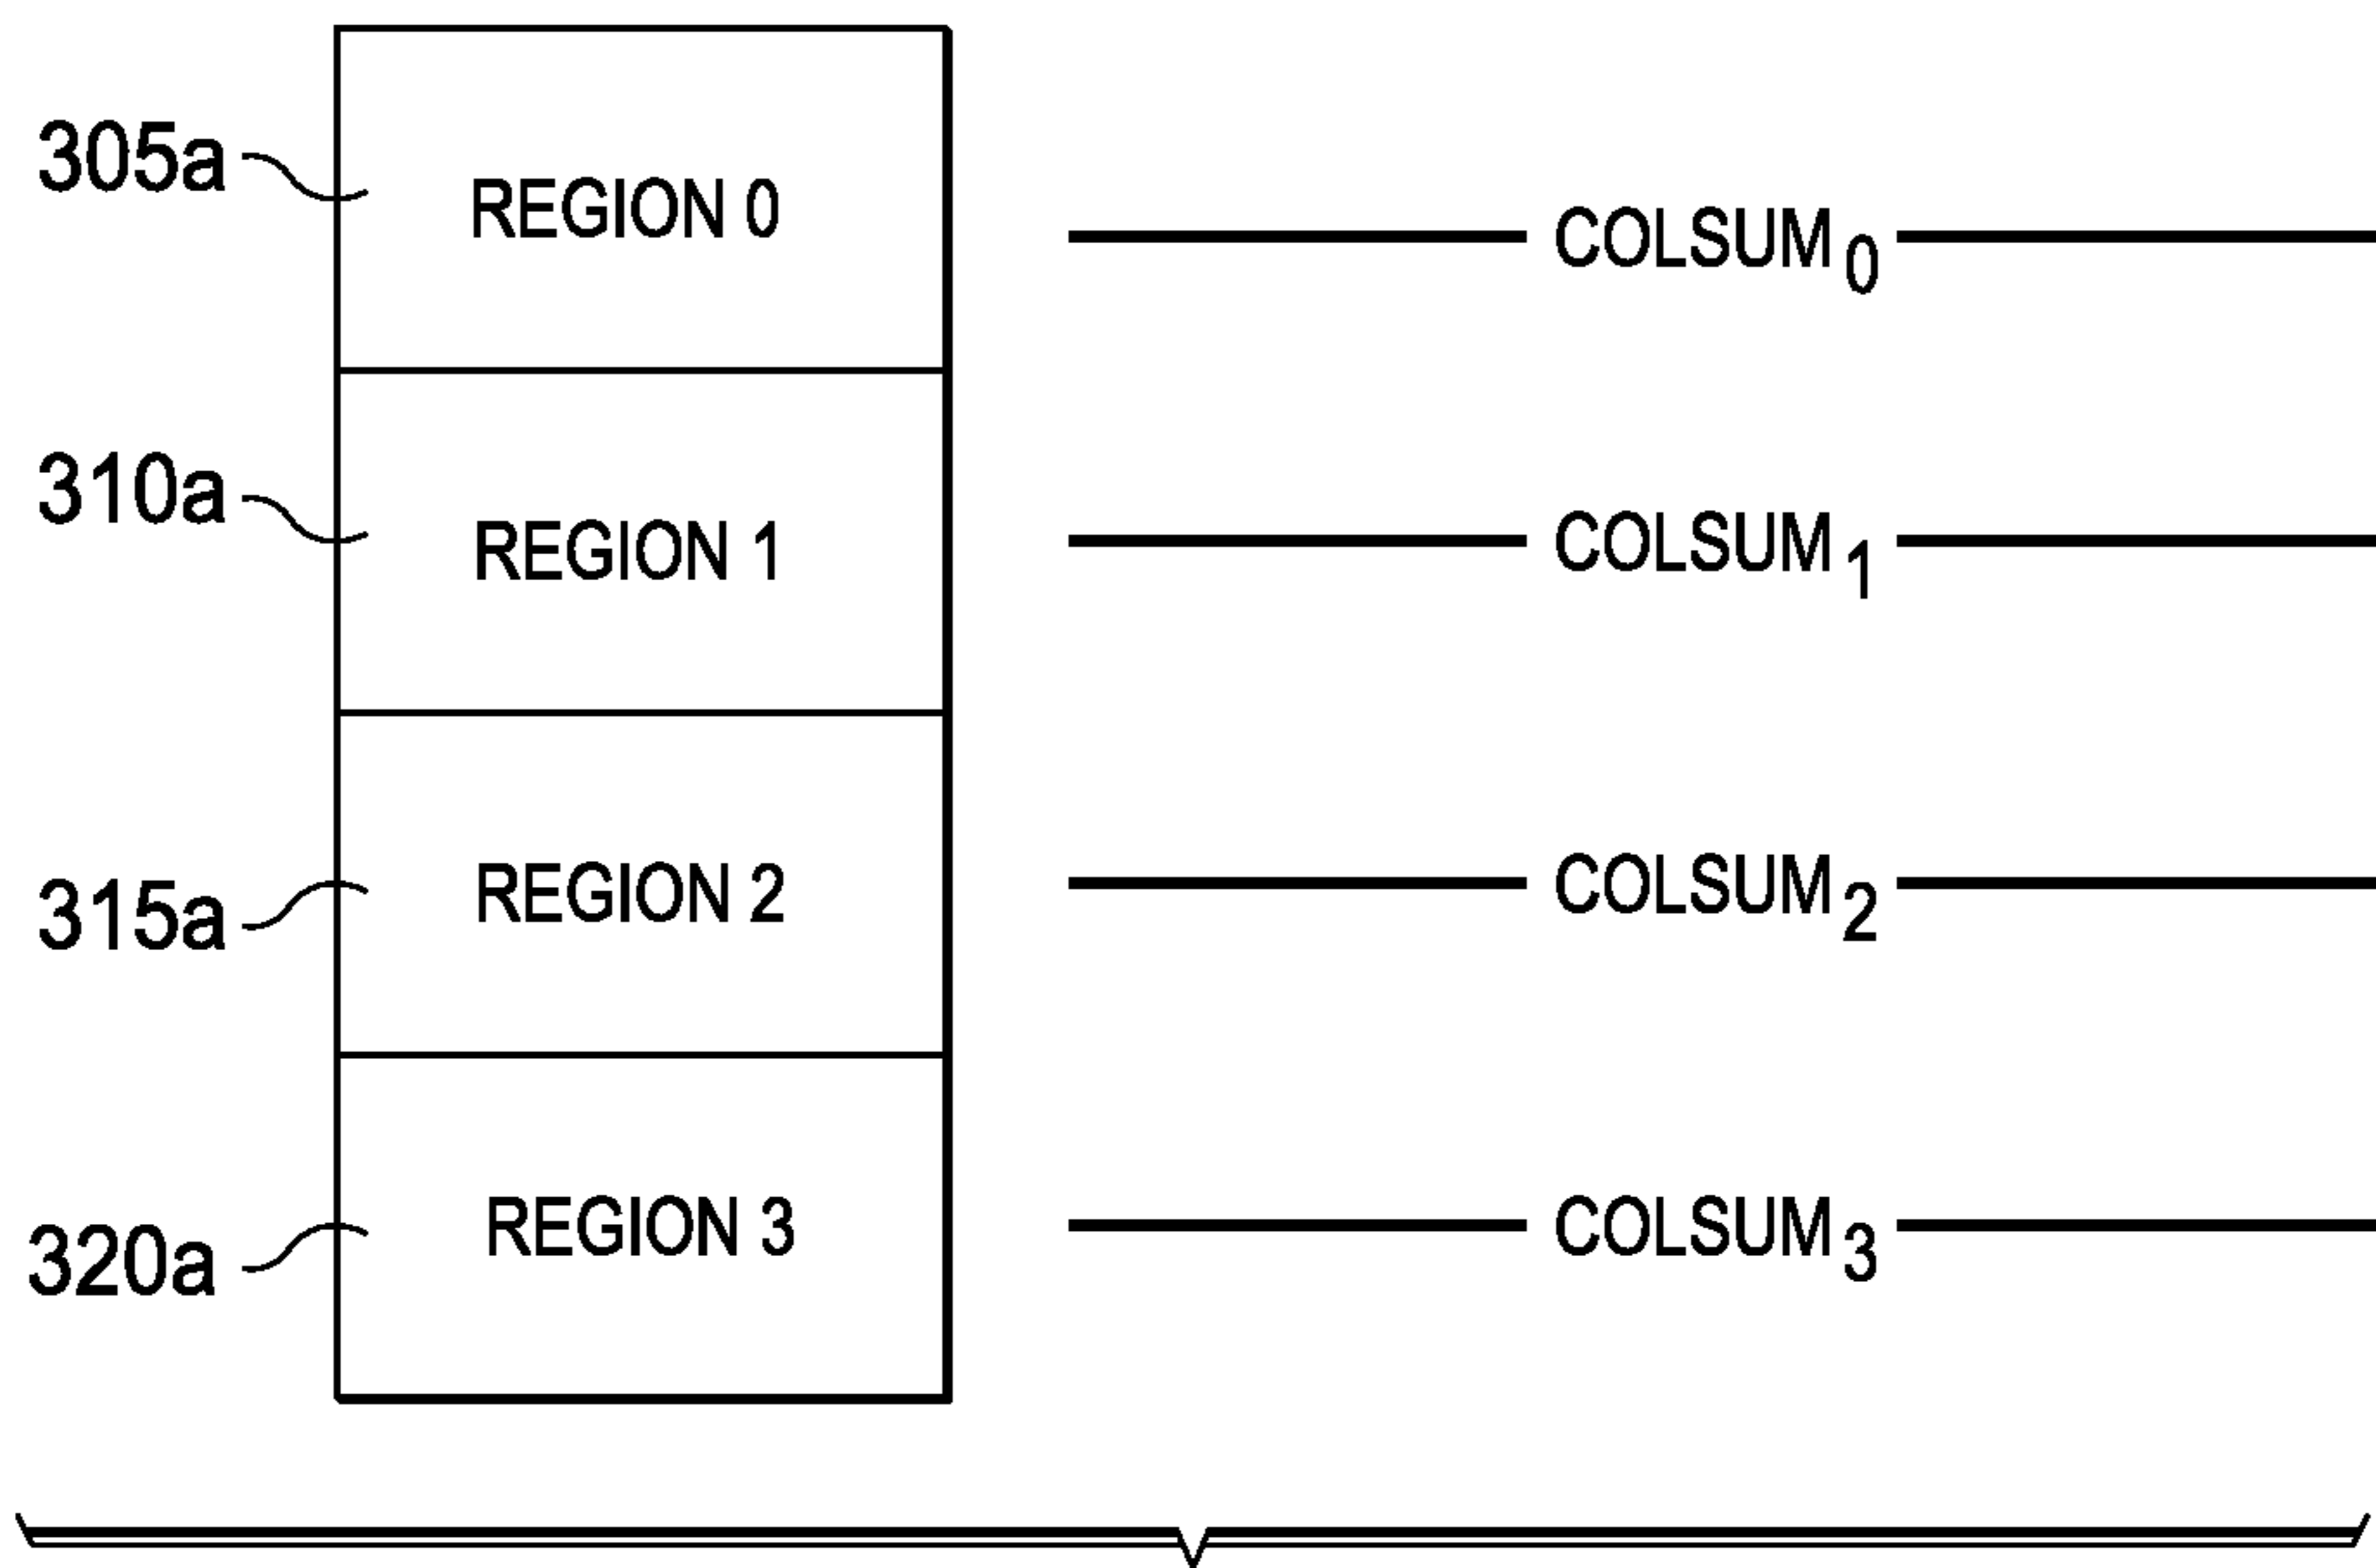 305a
REGION 0
COLSUM0
310a
REGION 1
COLSUM1
315a
REGION 2
COLSUM2
320a
REGION 3
COLSUM3